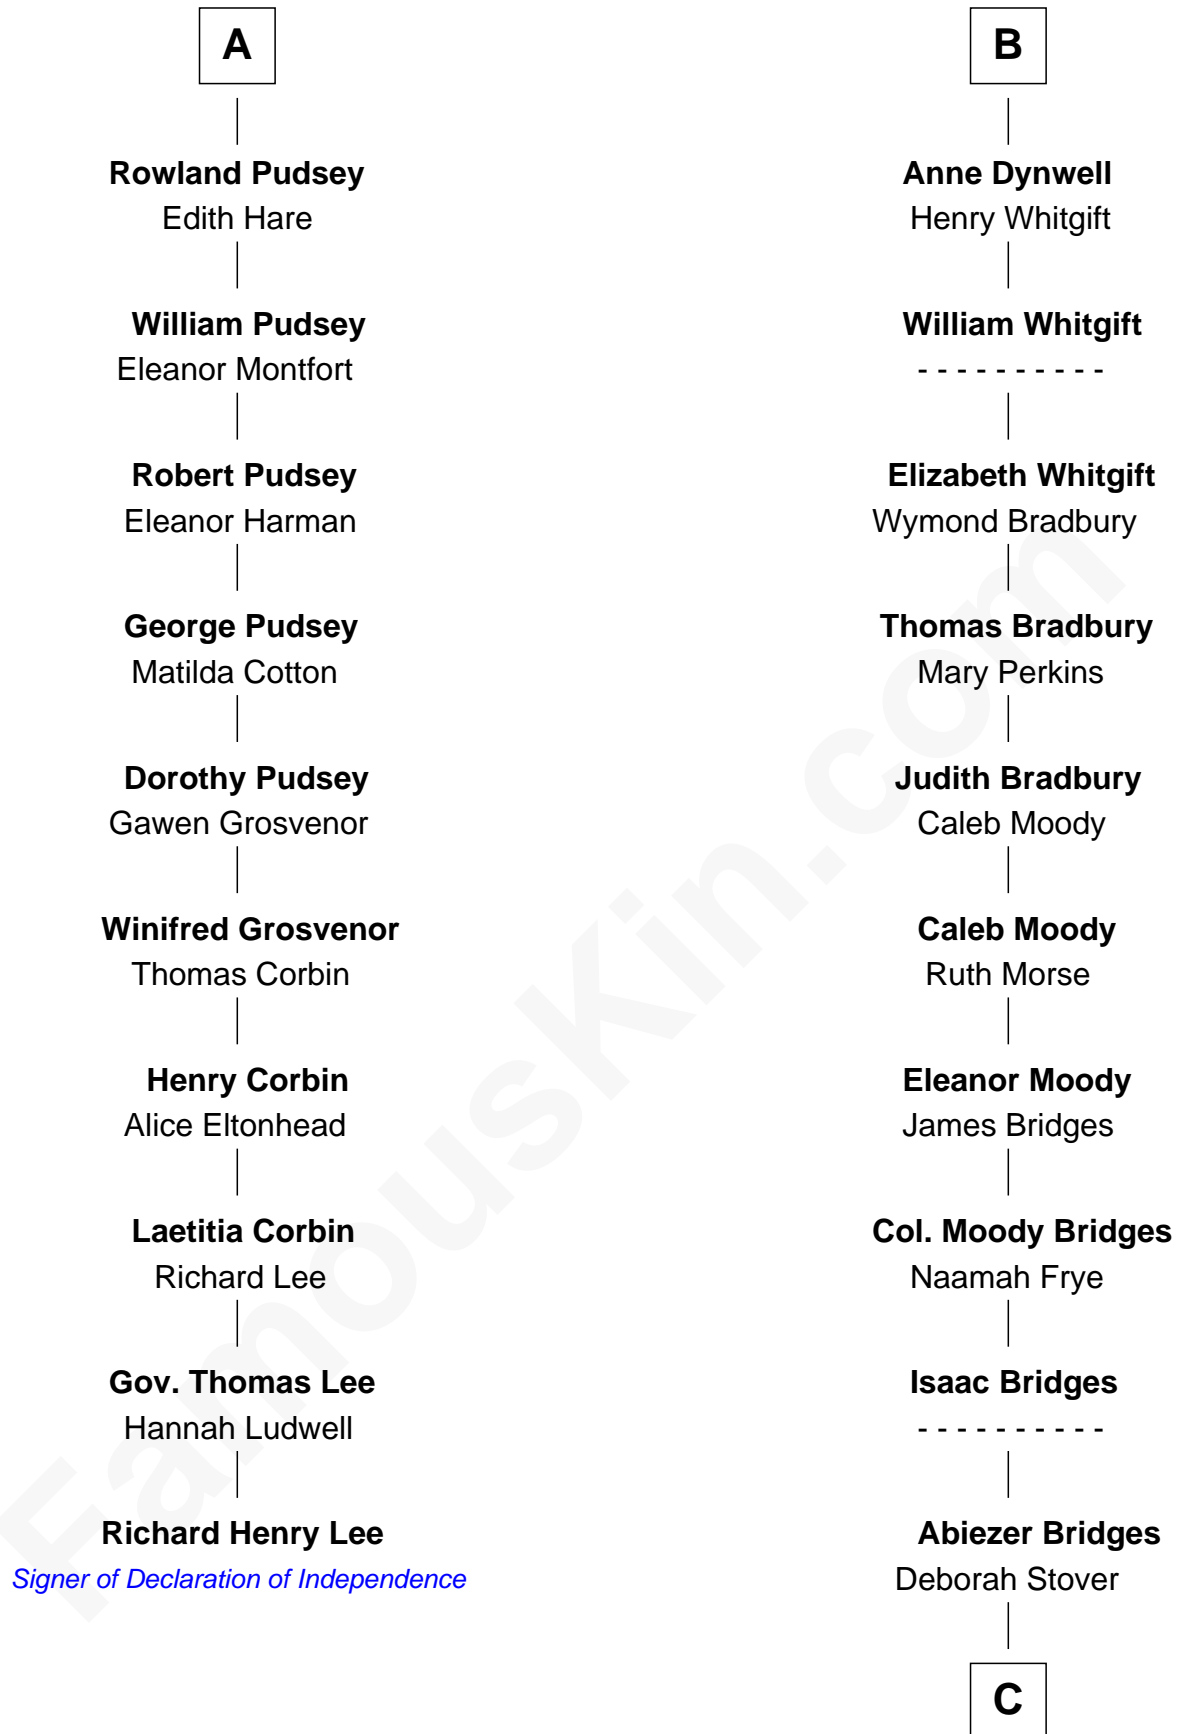 A
Rowland Pudsey
Edith Hare
William Pudsey
Eleanor Montfort
Robert Pudsey
Eleanor Harman
George Pudsey
Matilda Cotton
Dorothy Pudsey
Gawen Grosvenor
Winifred Grosvenor
Thomas Corbin
Henry Corbin
Alice Eltonhead
Laetitia Corbin
Richard Lee
Gov. Thomas Lee
Hannah Ludwell
Richard Henry Lee
Signer of Declaration of Independence
B
Anne Dynwell
Henry Whitgift
William Whitgift
- - - - - - - - - -
Elizabeth Whitgift
Wymond Bradbury
Thomas Bradbury
Mary Perkins
Judith Bradbury
Caleb Moody
Caleb Moody
Ruth Morse
Eleanor Moody
James Bridges
Col. Moody Bridges
Naamah Frye
Isaac Bridges
- - - - - - - - - -
Abiezer Bridges
Deborah Stover
C
FamousKin.com